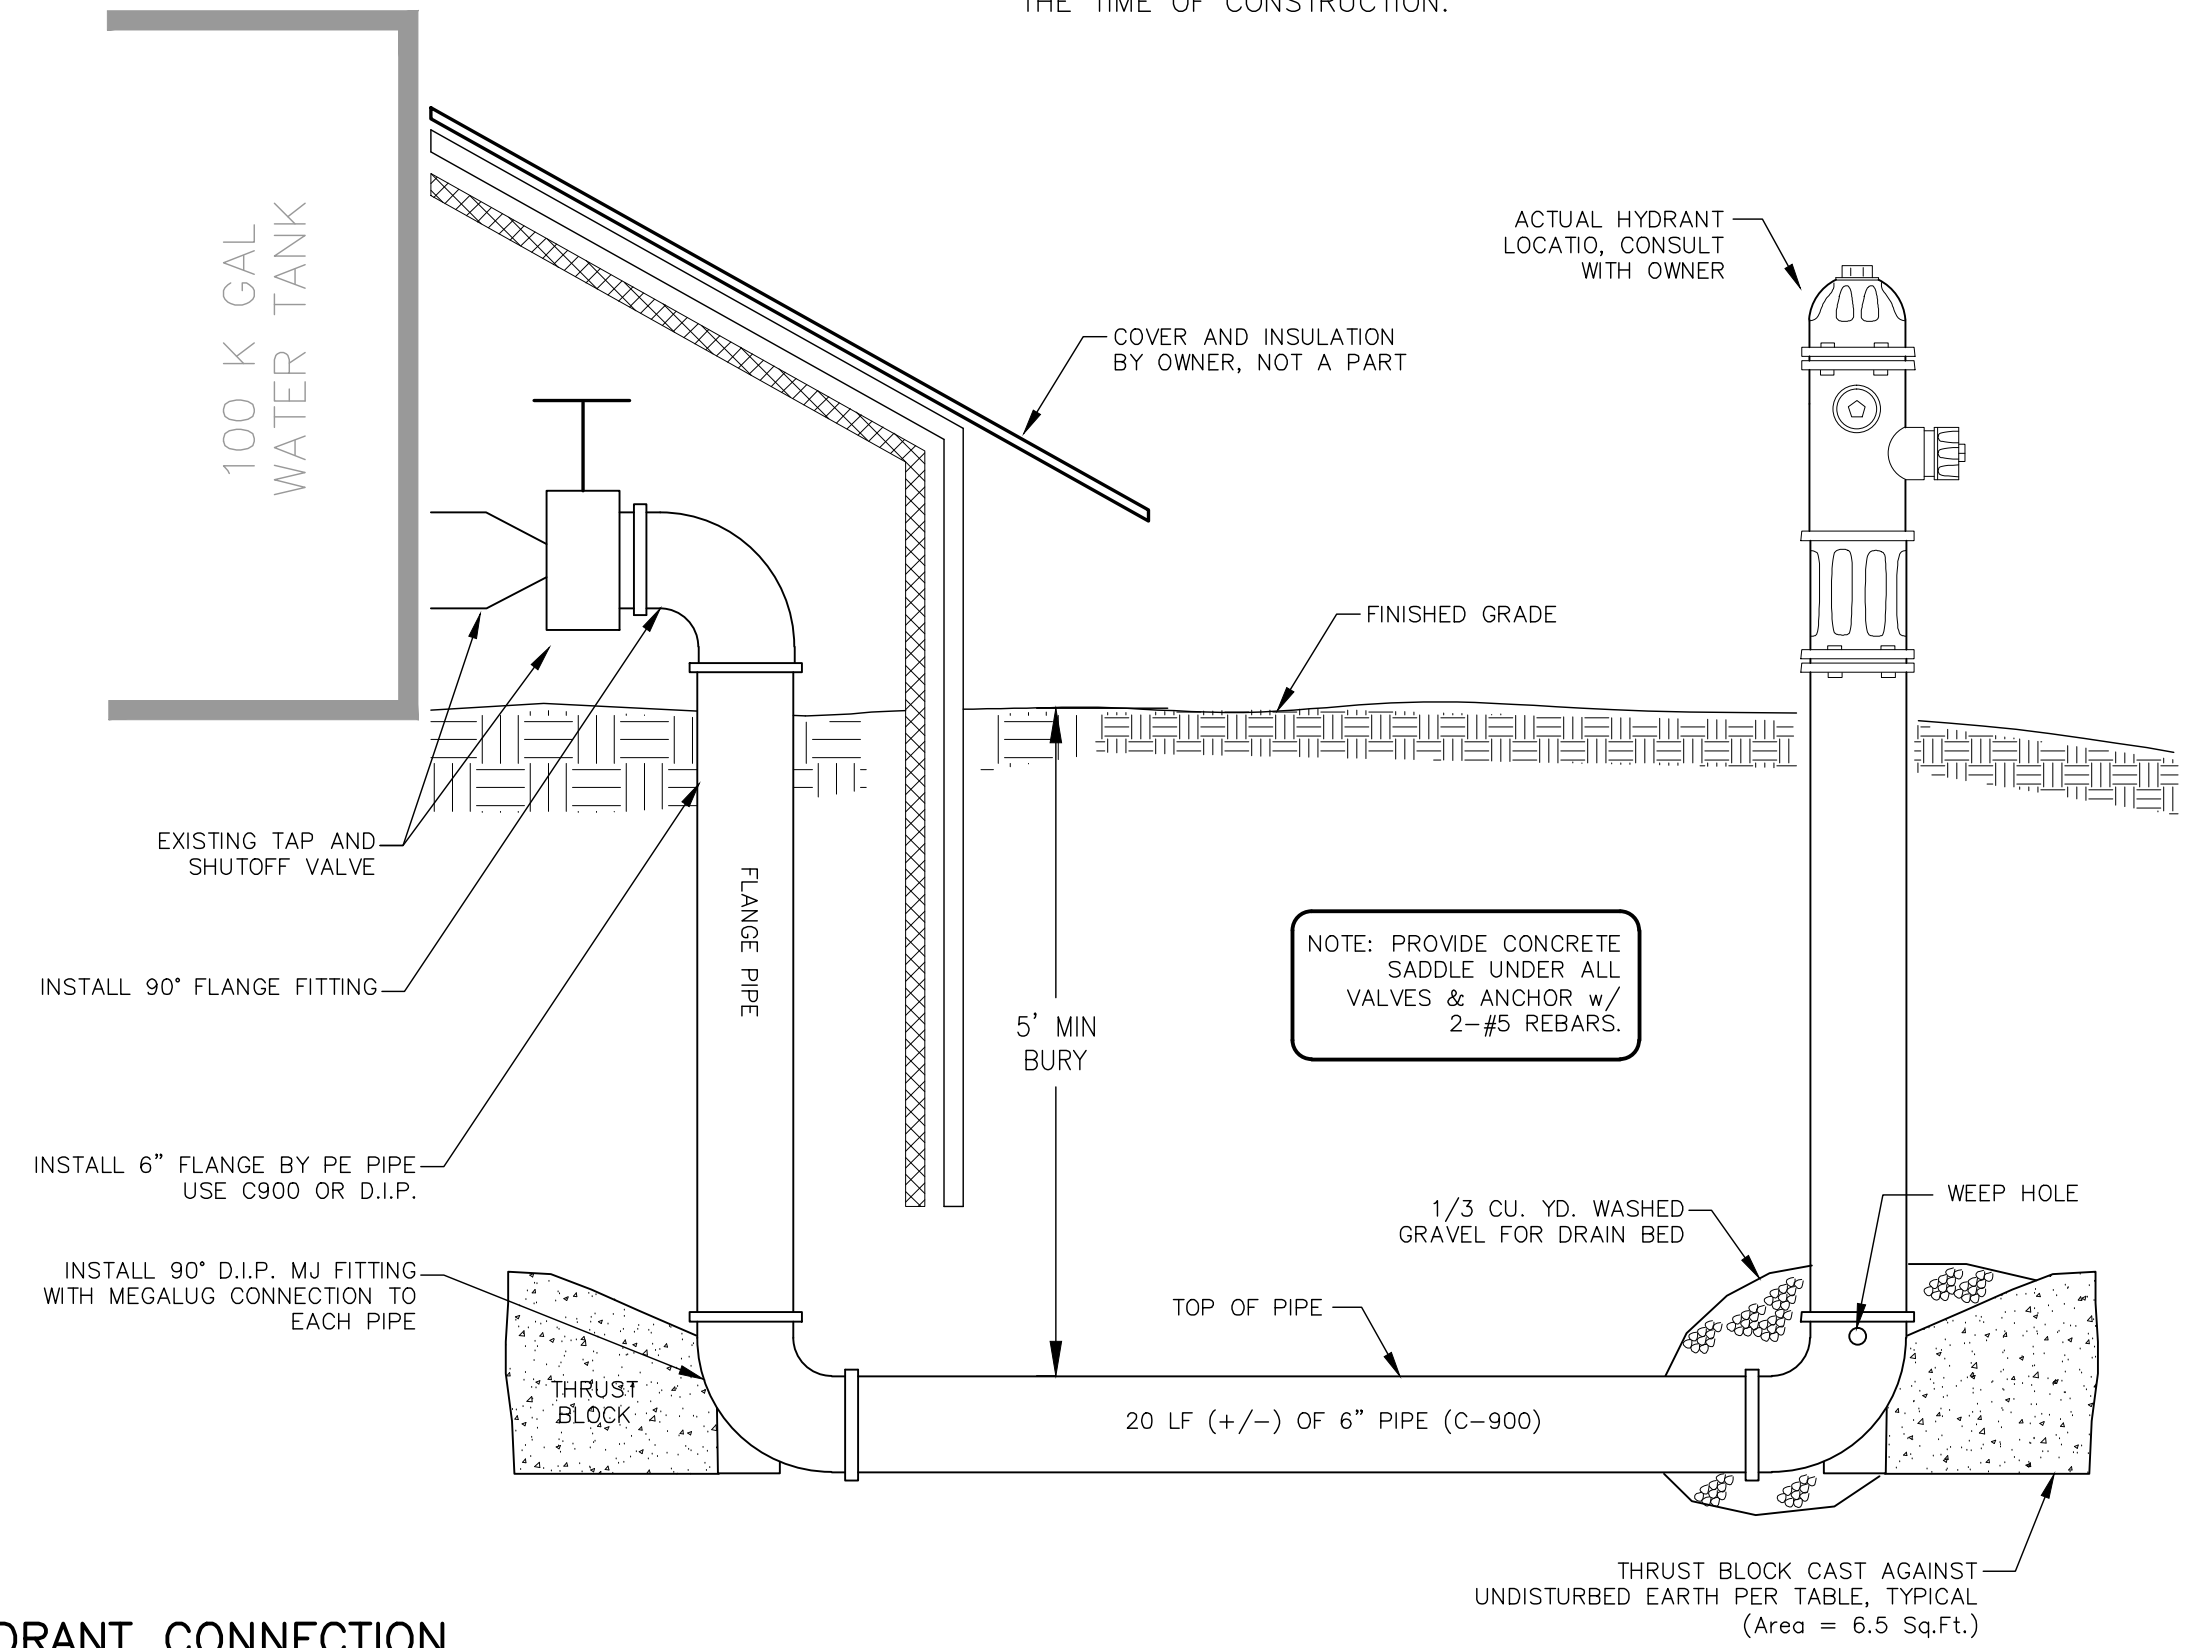 THE TIME OF CONSTRUCTION.
100 K GAL
WATER TANK
ACTUAL HYDRANT
LOCATIO, CONSULT
WITH OWNER
COVER AND INSULATION
BY OWNER, NOT A PART
FINISHED GRADE
EXISTING TAP AND
SHUTOFF VALVE
FLANGE PIPE
INSTALL 90° FLANGE FITTING
NOTE: PROVIDE CONCRETE
SADDLE UNDER ALL
VALVES & ANCHOR w/
2-#5 REBARS.
5' MIN
BURY
INSTALL 6" FLANGE BY PE PIPE
USE C900 OR D.I.P.
1/3 CU. YD. WASHED
GRAVEL FOR DRAIN BED
WEEP HOLE
INSTALL 90° D.I.P. MJ FITTING
WITH MEGALUG CONNECTION TO
EACH PIPE
TOP OF PIPE
THRUST
BLOCK
20 LF (+/-) OF 6" PIPE (C-900)
THRUST BLOCK CAST AGAINST
UNDISTURBED EARTH PER TABLE, TYPICAL
(Area = 6.5 Sq.Ft.)
DRANT CONNECTION